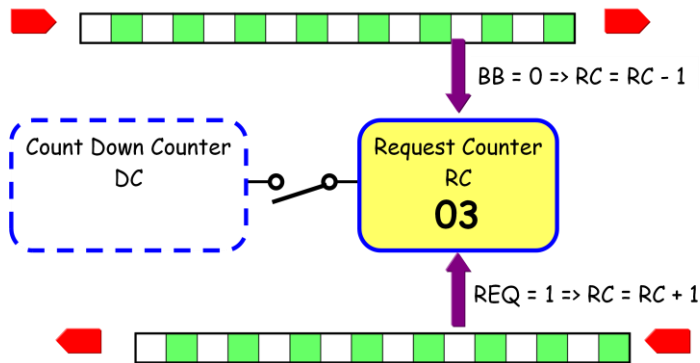 BB = 0 => RC = RC - 1
Count Down Counter
DC
Request Counter
RC
03
REQ = 1 => RC = RC + 1